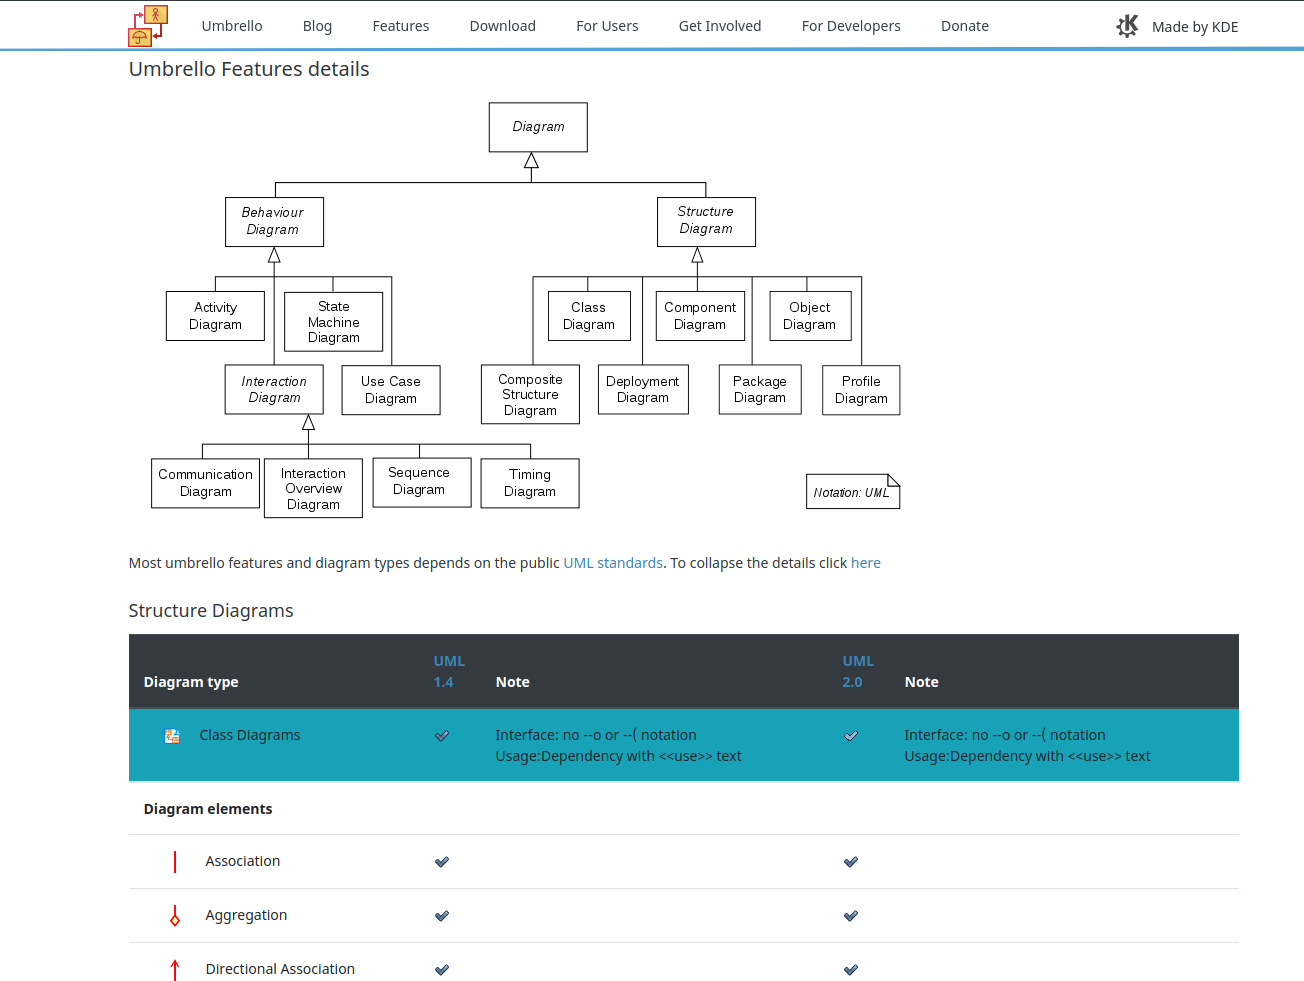 Umbrello Blog Features Download For Users Get Involved For Developers Donate Made by KDE
Umbrello Features details
Diagram
Behaviour
Diagram
Structure
Diagram
Activity
Diagram
State
Machine
Diagram
Class
Diagram
Component
Diagram
Object
Diagram
Interaction
Diagram
Use Case
Diagram
Composite
Structure
Diagram
Deployment
Diagram
Package
Diagram
Profile
Diagram
Communication
Diagram
Interaction
Overview
Diagram
Sequence
Diagram
Timing
Diagram
Notation: UML
Most umbrello features and diagram types depends on the public UML standards. To collapse the details click here
Structure Diagrams
Diagram type UML 1.4 Note UML 2.0 Note
Class Diagrams Interface: no --o or --( notation Interface: no --o or --( notation
Usage:Dependency with <<use>> text Usage:Dependency with <<use>> text
Diagram elements
Association
Aggregation
Directional Association